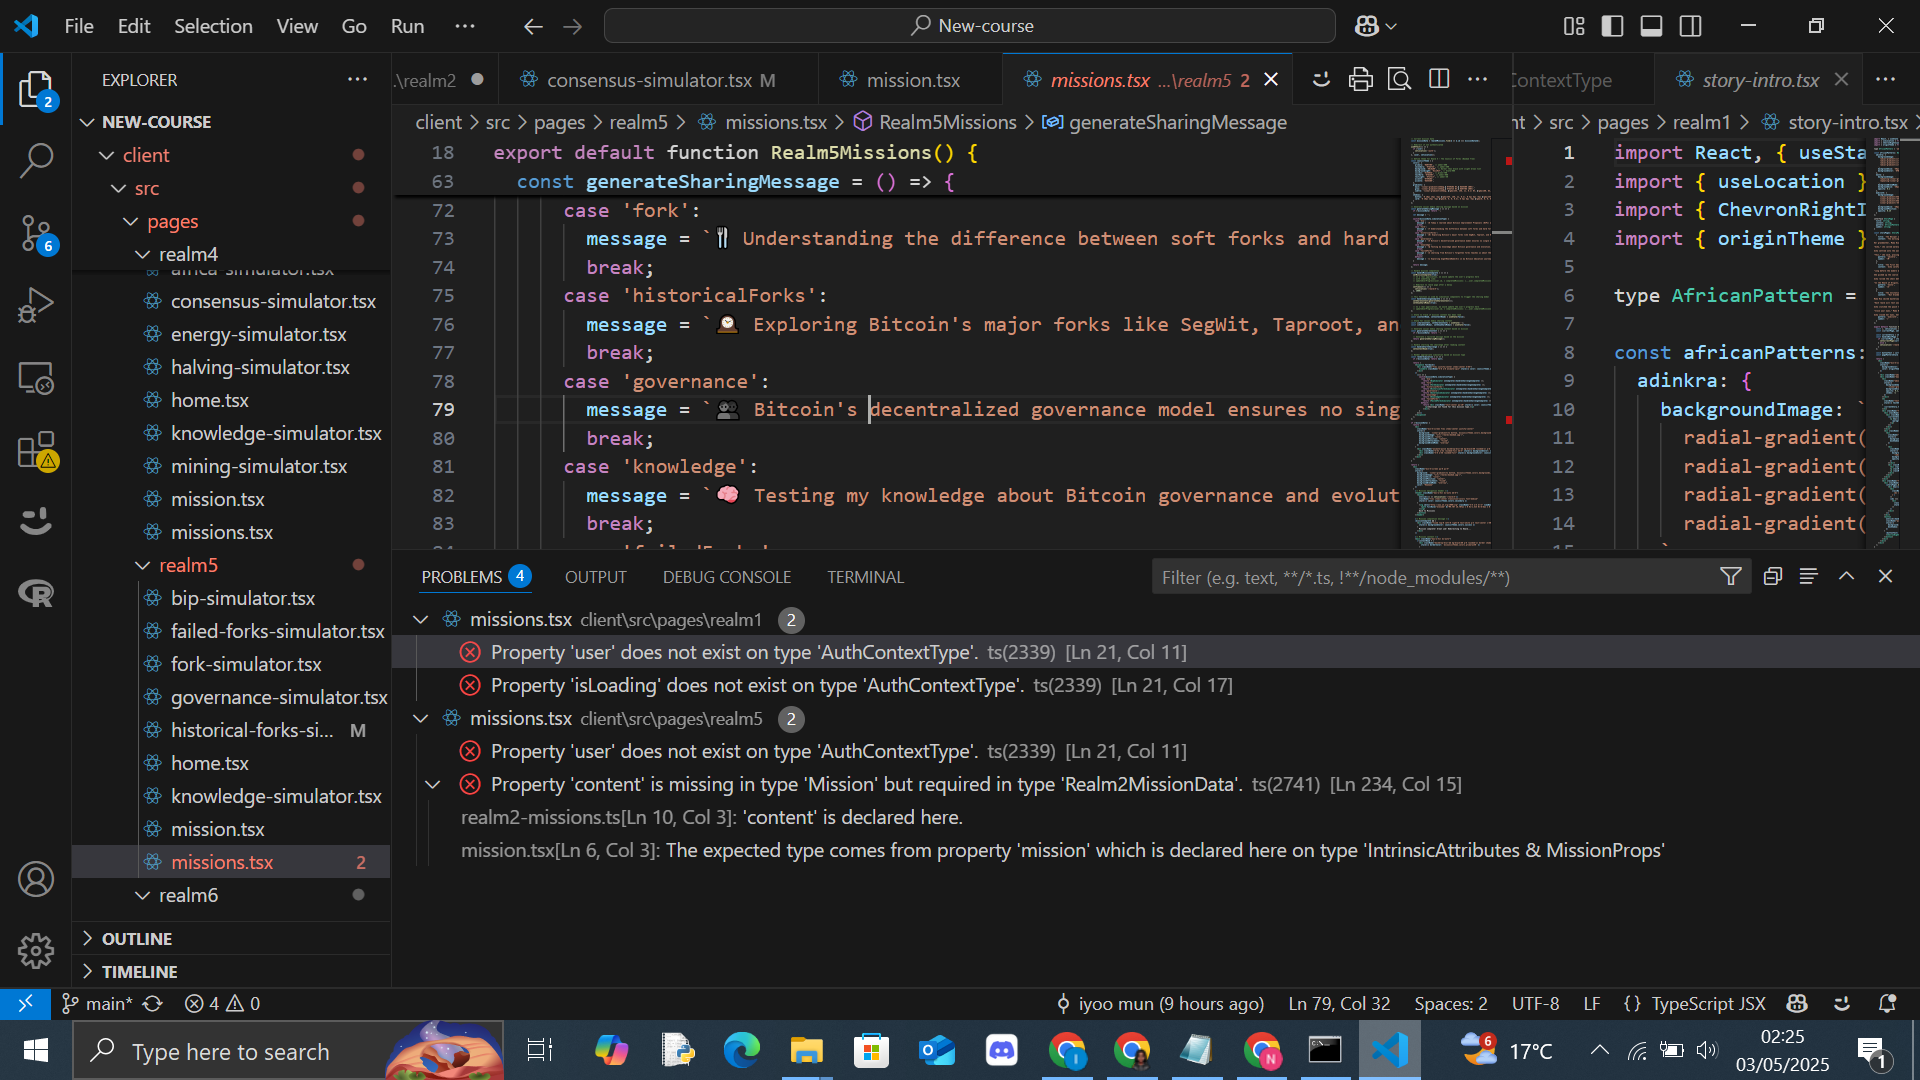 File Edit Selection View Go Run
New-course
EXPLORER
2
NEW-COURSE
client
src
pages
realm4
consensus-simulator.tsx
energy-simulator.tsx
halving-simulator.tsx
home.tsx
knowledge-simulator.tsx
mining-simulator.tsx
mission.tsx
missions.tsx
realm5
bip-simulator.tsx
failed-forks-simulator.tsx
fork-simulator.tsx
governance-simulator.tsx
historical-forks-si... M
home.tsx
knowledge-simulator.tsx
mission.tsx
missions.tsx 2
realm6
OUTLINE
TIMELINE
6
.\realm2 consensus-simulator.tsx M mission.tsx missions.tsx ...\realm5 2
client > src > pages > realm5 > missions.tsx > Realm5Missions > generateSharingMessage
18 export default function Realm5Missions() {
63 const generateSharingMessage = () => {
72 case 'fork':
73 message = `🍴 Understanding the difference between soft forks and hard
74 break;
75 case 'historicalForks':
76 message = `🕰️ Exploring Bitcoin's major forks like SegWit, Taproot, an
77 break;
78 case 'governance':
79 message = `👥 Bitcoin's decentralized governance model ensures no sing
80 break;
81 case 'knowledge':
82 message = `🧠 Testing my knowledge about Bitcoin governance and evolut
83 break;
ContextType story-intro.tsx
nt > src > pages > realm1 > story-intro.tsx
1 import React, { useSta
2 import { useLocation }
3 import { ChevronRightI
4 import { originTheme }
5
6 type AfricanPattern =
7
8 const africanPatterns:
9 adinkra: {
10 backgroundImage: `
11 radial-gradient(
12 radial-gradient(
13 radial-gradient(
14 radial-gradient(
PROBLEMS 4 OUTPUT DEBUG CONSOLE TERMINAL
Filter (e.g. text, **/*.ts, !**/node_modules/**)
missions.tsx client\src\pages\realm1 2
Property 'user' does not exist on type 'AuthContextType'. ts(2339) [Ln 21, Col 11]
Property 'isLoading' does not exist on type 'AuthContextType'. ts(2339) [Ln 21, Col 17]
missions.tsx client\src\pages\realm5 2
Property 'user' does not exist on type 'AuthContextType'. ts(2339) [Ln 21, Col 11]
Property 'content' is missing in type 'Mission' but required in type 'Realm2MissionData'. ts(2741) [Ln 234, Col 15]
realm2-missions.ts[Ln 10, Col 3]: 'content' is declared here.
mission.tsx[Ln 6, Col 3]: The expected type comes from property 'mission' which is declared here on type 'IntrinsicAttributes & MissionProps'
main* 4 0
iyoo mun (9 hours ago) Ln 79, Col 32 Spaces: 2 UTF-8 LF {} TypeScript JSX
Type here to search
6
17°C
02:25
03/05/2025
1